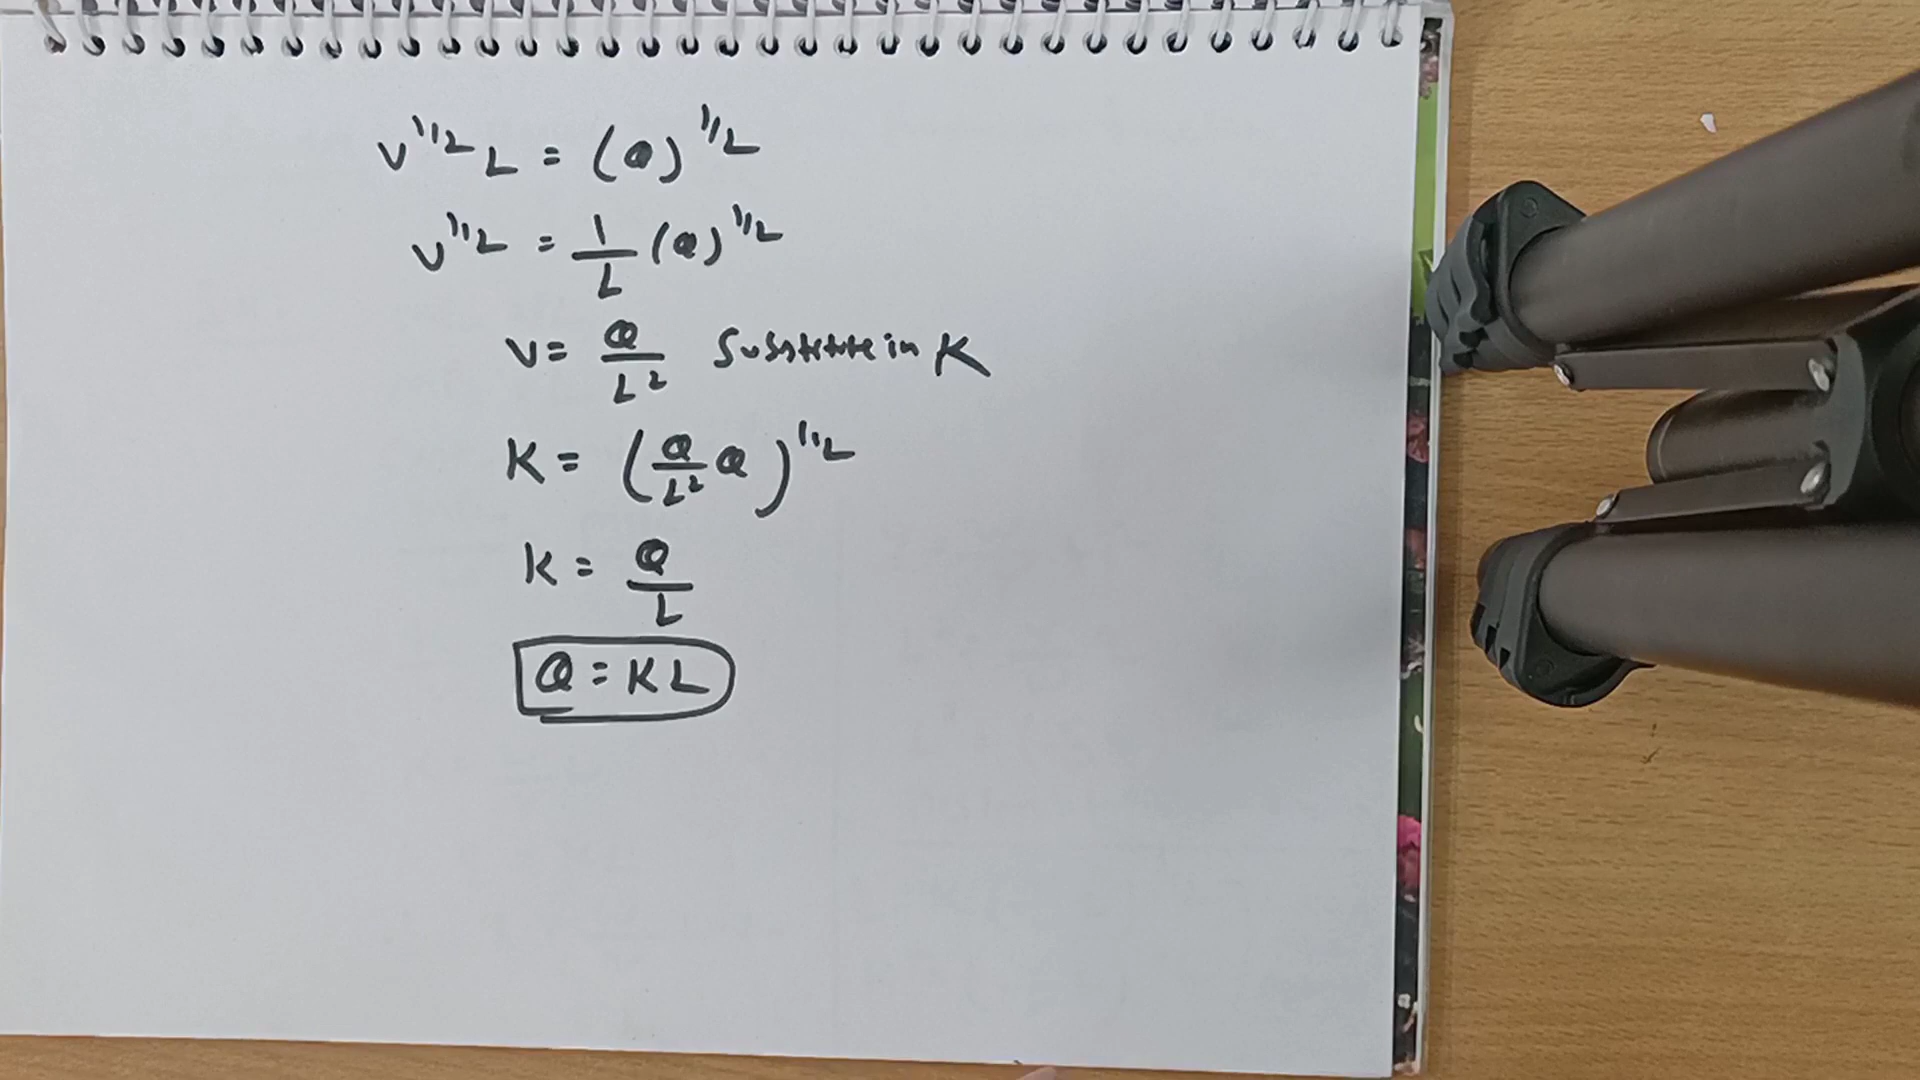 v^1/2 L = (Q)^1/2
v^1/2 = 1/L (Q)^1/2
v = Q/L² Substitute in K
K = (Q/L² Q)^1/2
K = Q/L
Q = KL